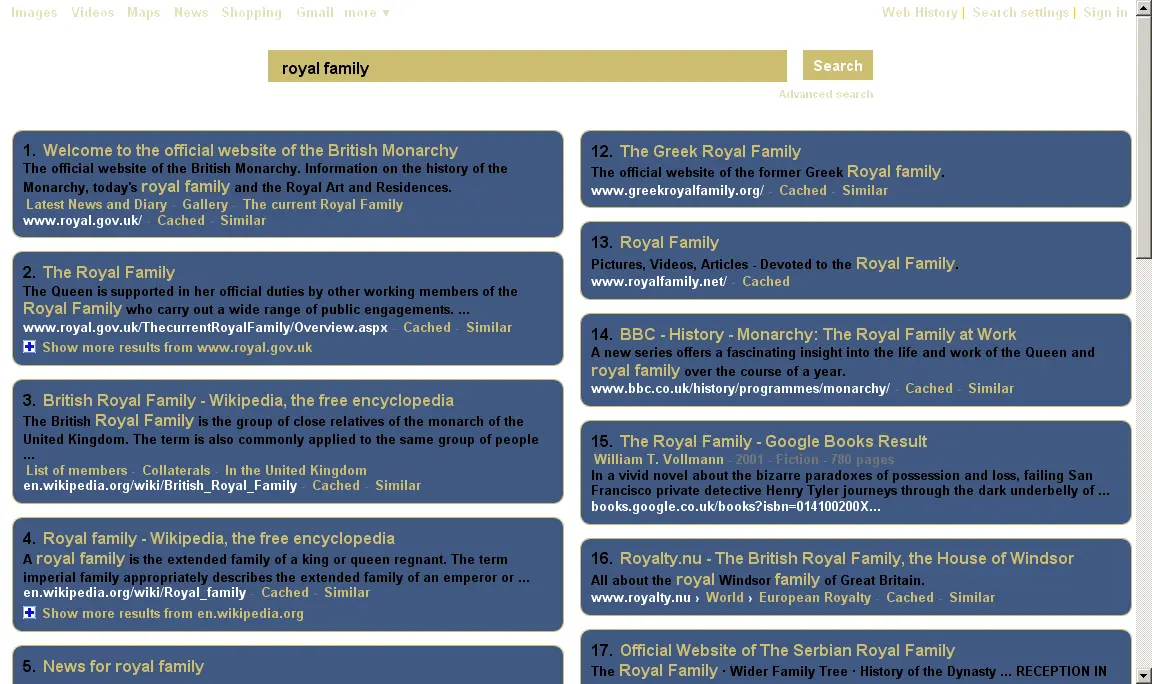 Images Videos Maps News Shopping Gmail more ▼
Web History | Search settings | Sign in
royal family
Search
Advanced search
1. Welcome to the official website of the British Monarchy
The official website of the British Monarchy. Information on the history of the
Monarchy, today's royal family and the Royal Art and Residences.
Latest News and Diary - Gallery - The current Royal Family
www.royal.gov.uk/ - Cached - Similar
2. The Royal Family
The Queen is supported in her official duties by other working members of the
Royal Family who carry out a wide range of public engagements. ...
www.royal.gov.uk/ThecurrentRoyalFamily/Overview.aspx - Cached - Similar
Show more results from www.royal.gov.uk
3. British Royal Family - Wikipedia, the free encyclopedia
The British Royal Family is the group of close relatives of the monarch of the
United Kingdom. The term is also commonly applied to the same group of people
...
List of members - Collaterals - In the United Kingdom
en.wikipedia.org/wiki/British_Royal_Family - Cached - Similar
4. Royal family - Wikipedia, the free encyclopedia
A royal family is the extended family of a king or queen regnant. The term
imperial family appropriately describes the extended family of an emperor or ...
en.wikipedia.org/wiki/Royal_family - Cached - Similar
Show more results from en.wikipedia.org
5. News for royal family
12. The Greek Royal Family
The official website of the former Greek Royal Family.
www.greekroyalfamily.org/ - Cached - Similar
13. Royal Family
Pictures, Videos, Articles - Devoted to the Royal Family.
www.royalfamily.net/ - Cached
14. BBC - History - Monarchy: The Royal Family at Work
A new series offers a fascinating insight into the life and work of the Queen and
royal family over the course of a year.
www.bbc.co.uk/history/programmes/monarchy/ - Cached - Similar
15. The Royal Family - Google Books Result
William T. Vollmann - 2001 - Fiction - 780 pages
In a vivid novel about the bizarre paradoxes of possession and loss, failing San
Francisco private detective Henry Tyler journeys through the dark underbelly of ...
books.google.co.uk/books?isbn=014100200X...
16. Royalty.nu - The British Royal Family, the House of Windsor
All about the royal Windsor family of Great Britain.
www.royalty.nu › World › European Royalty - Cached - Similar
17. Official Website of The Serbian Royal Family
The Royal Family · Wider Family Tree · History of the Dynasty ... RECEPTION IN